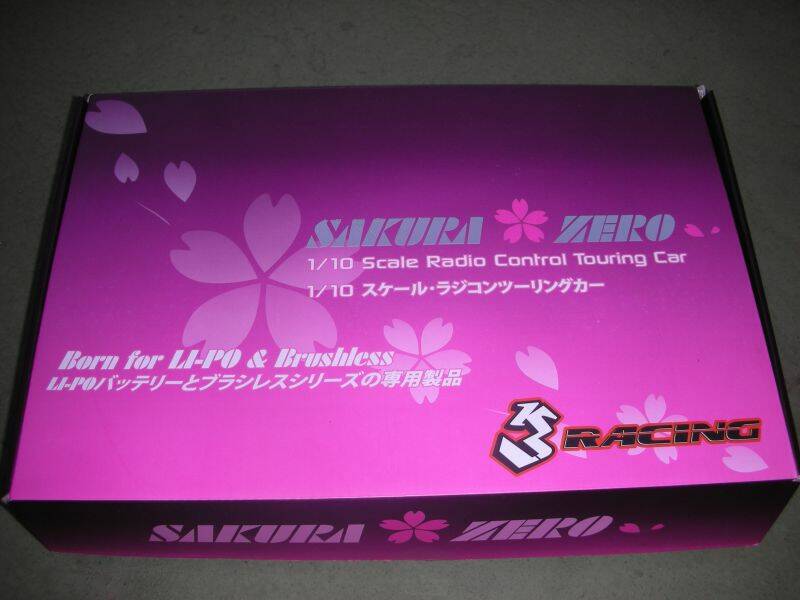 SAKURA ZERO
1/10 Scale Radio Control Touring Car
1/10 スケール・ラジコンツーリングカー
Born for LI-PO & Brushless
LI-POバッテリーとブラシレスシリーズの専用製品
3 RACING
SAKURA ZERO